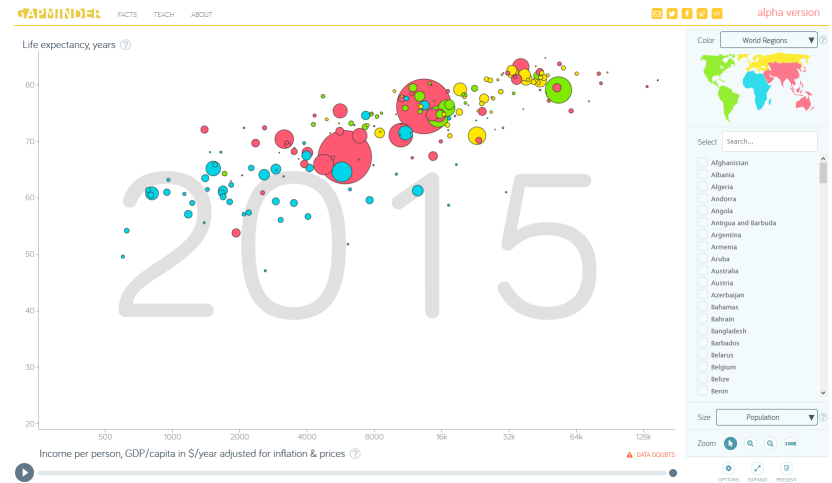 GAPMINDER FACTS TEACH ABOUT alpha version
Life expectancy, years ?
Color World Regions ▼ ?
80
70
60
50
40
30
20
2015
500 1000 2000 4000 8000 16k 32k 64k 128k
Income per person, GDP/capita in $/year adjusted for inflation & prices ?
DATA DOUBTS
Select Search...
Afghanistan
Albania
Algeria
Andorra
Angola
Antigua and Barbuda
Argentina
Armenia
Aruba
Australia
Austria
Azerbaijan
Bahamas
Bahrain
Bangladesh
Barbados
Belarus
Belgium
Belize
Benin
Size Population ▼ ?
Zoom 100%
OPTIONS EXPAND PRESENT